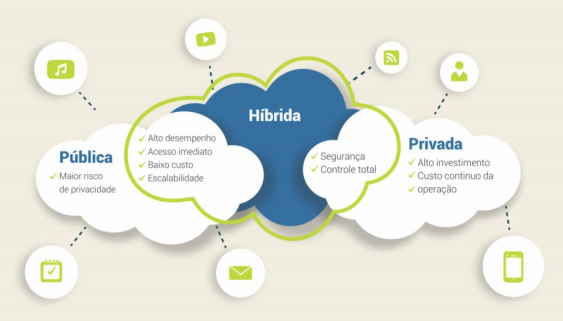 Híbrida
Pública
Maior risco
de privacidade
Alto desempenho
Acesso imediato
Baixo custo
Escalabilidade
Segurança
Controle total
Privada
Alto investimento
Custo continuo da
operação